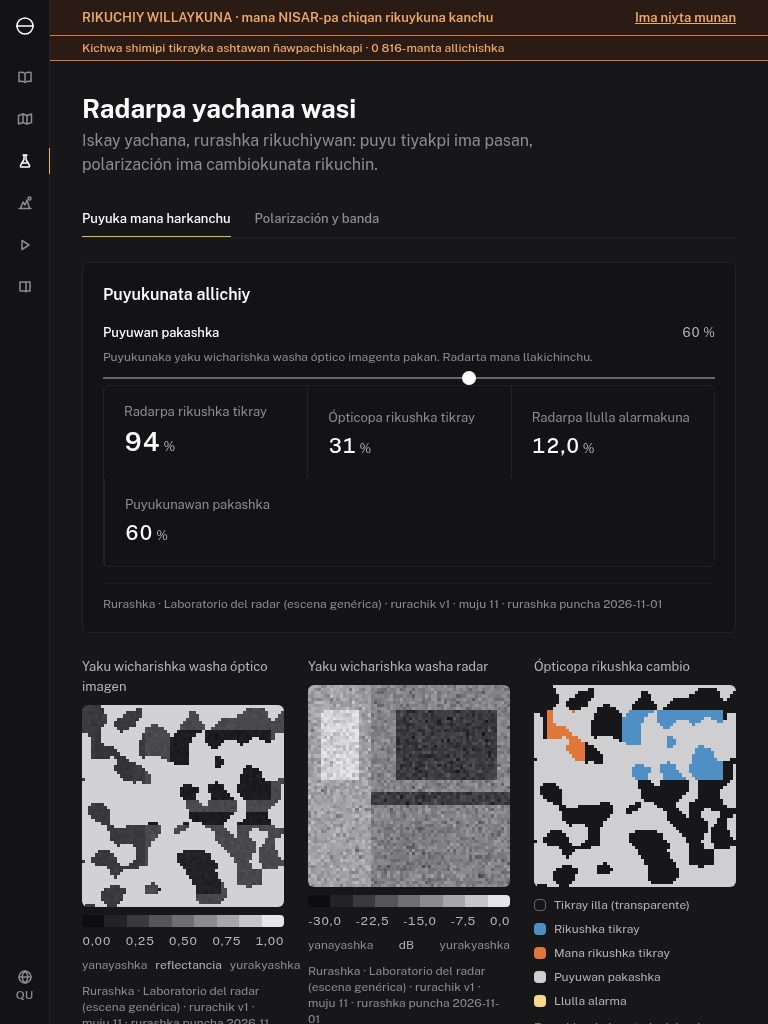 RIKUCHIY WILLAYKUNA · mana NISAR-pa chiqan rikuykuna kanchu
Ima niyta munan
Kichwa shimipi tikrayka ashtawan ñawpachishkapi · 0 816-manta allichishka
Radarpa yachana wasi
Iskay yachana, rurashka rikuchiywan: puyu tiyakpi ima pasan,
polarización ima cambiokunata rikuchin.
Puyuka mana harkanchu
Polarización y banda
Puyukunata allichiy
Puyuwan pakashka
60 %
Puyukunaka yaku wicharishka washa óptico imagenta pakan. Radarta mana llakichinchu.
Radarpa rikushka tikray
94 %
Ópticopa rikushka tikray
31 %
Radarpa llulla alarmakuna
12,0 %
Puyukunawan pakashka
60 %
Rurashka · Laboratorio del radar (escena genérica) · rurachik v1 · muju 11 · rurashka puncha 2026-11-01
Yaku wicharishka washa óptico
imagen
0,00 0,25 0,50 0,75 1,00
yanayashka reflectancia yurakyashka
Rurashka · Laboratorio del radar
(escena genérica) · rurachik v1 ·
muju 11 · rurashka puncha 2026-11
Yaku wicharishka washa radar
-30,0 -22,5 -15,0 -7,5 0,0
yanayashka dB yurakyashka
Rurashka · Laboratorio del radar
(escena genérica) · rurachik v1 ·
muju 11 · rurashka puncha 2026-11-
01
Ópticopa rikushka cambio
Tikray illa (transparente)
Rikushka tikray
Mana rikushka tikray
Puyuwan pakashka
Llulla alarma
QU